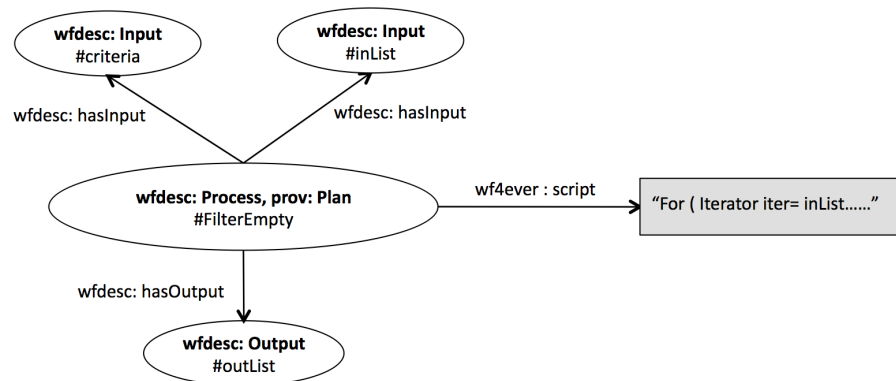 wfdesc: Input
#criteria
wfdesc: Input
#inList
wfdesc: hasInput
wfdesc: hasInput
wfdesc: Process, prov: Plan
#FilterEmpty
wf4ever : script
“For ( Iterator iter= inList......”
wfdesc: hasOutput
wfdesc: Output
#outList